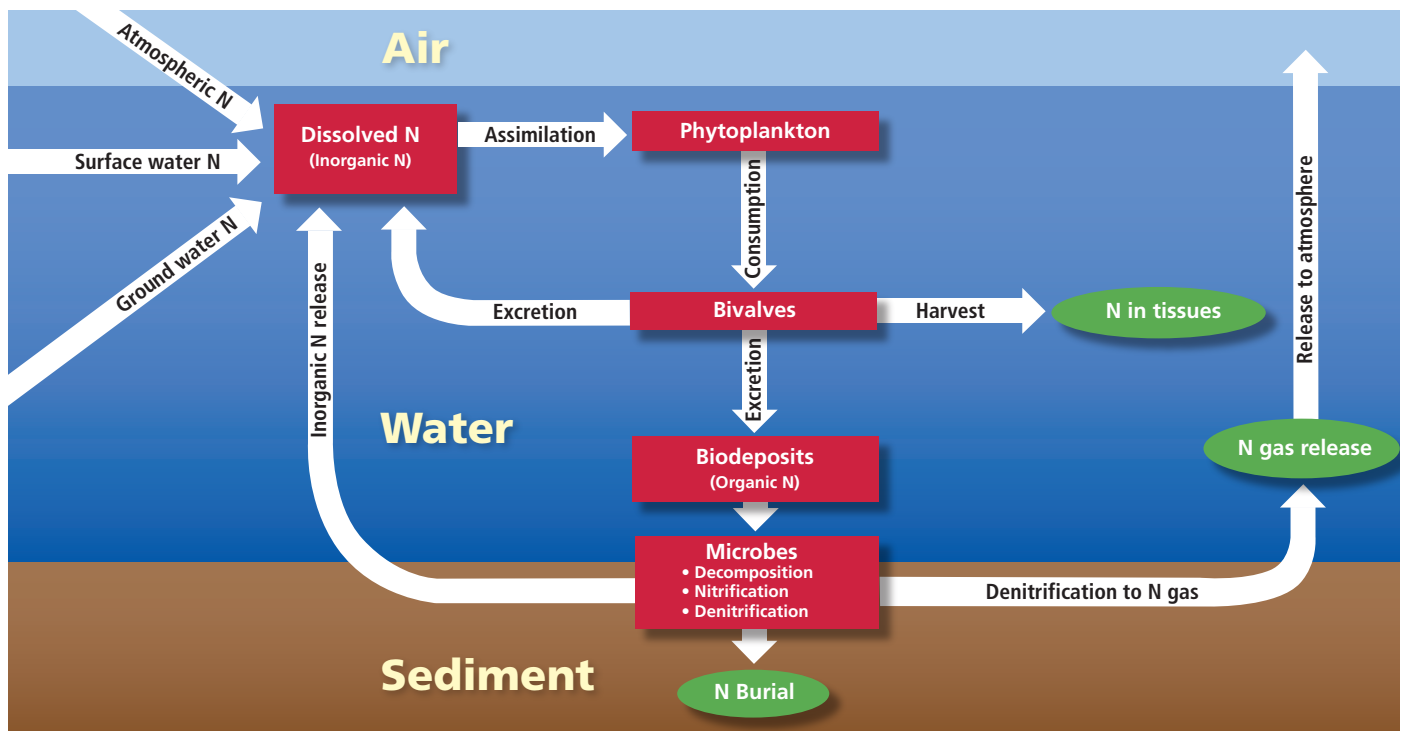 Air
Atmospheric N
Surface water N
Ground water N
Dissolved N
(Inorganic N)
Assimilation
Phytoplankton
Consumption
Bivalves
Excretion
Harvest
N in tissues
Excretion
Inorganic N release
Water
Biodeposits
(Organic N)
Microbes
• Decomposition
• Nitrification
• Denitrification
Denitrification to N gas
N gas release
Release to atmosphere
Sediment
N Burial